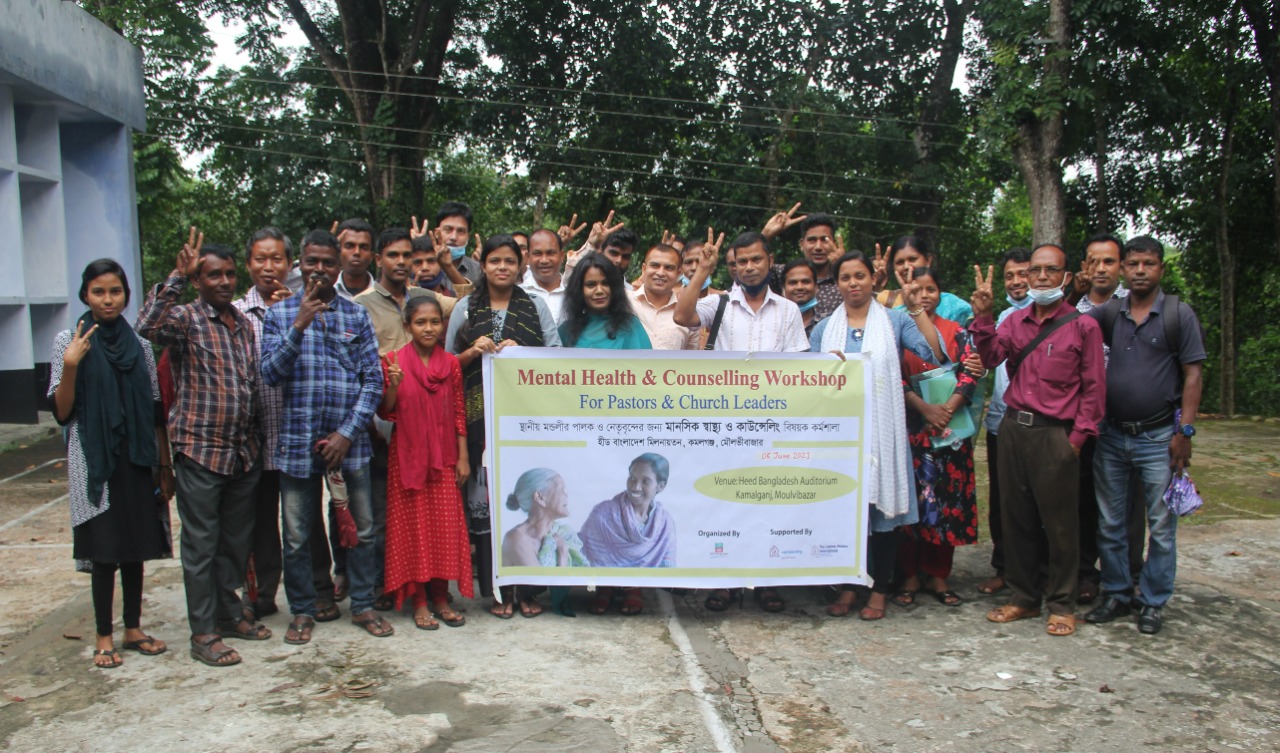 Mental Health & Counselling Workshop
For Pastors & Church Leaders
স্থানীয় মন্ডলীর পালক ও নেতৃবৃন্দের জন্য মানসিক স্বাস্থ্য ও কাউন্সেলিং বিষয়ক কর্মশালা
হীড বাংলাদেশ মিলনায়তন, কমলগঞ্জ, মৌলভীবাজার
Venue: Heed Bangladesh Auditorium
Kamalganj, Moulvibazar
Organized By
Supported By